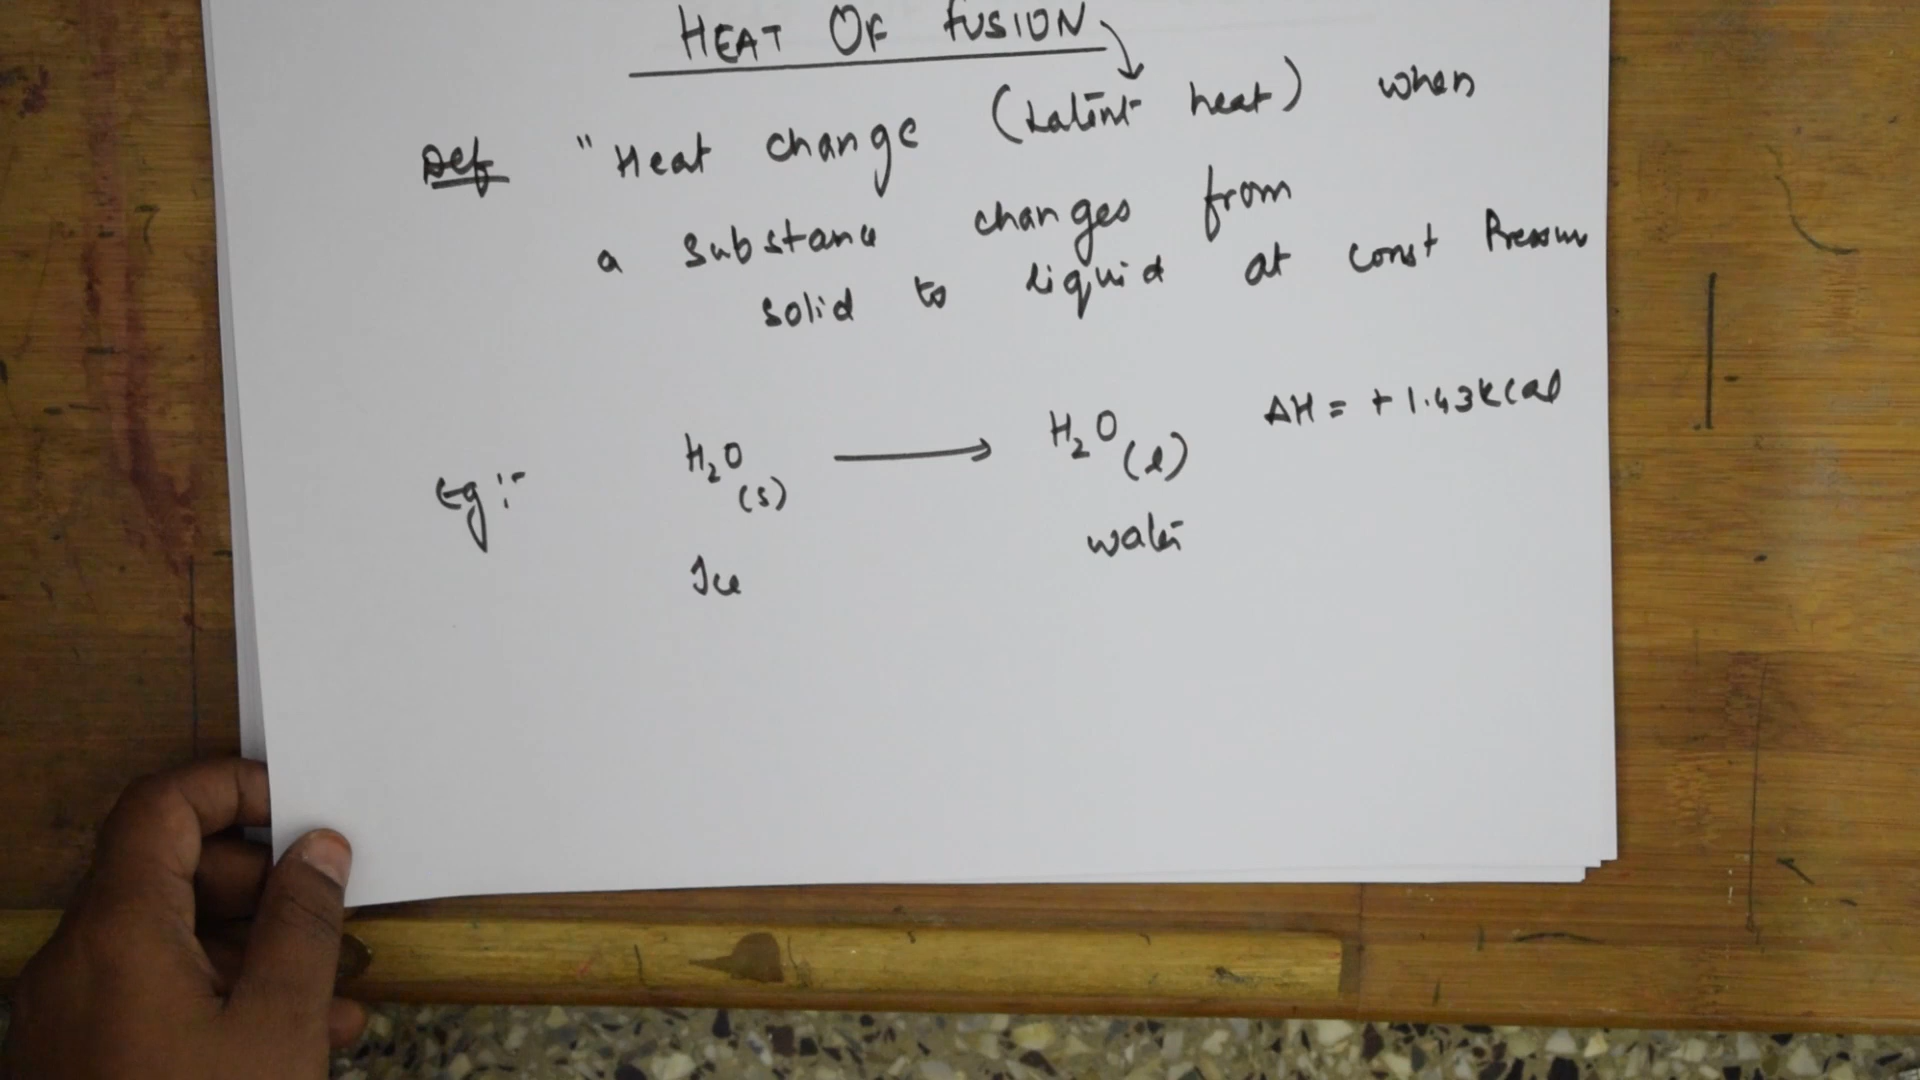 HEAT OF FUSION
Def "Heat change (Latent heat) when
a substance changes from
solid to liquid at const Pressure
Eg:- H₂O(s) ⟶ H₂O(l) ΔH = +1.43kcal
Ice water